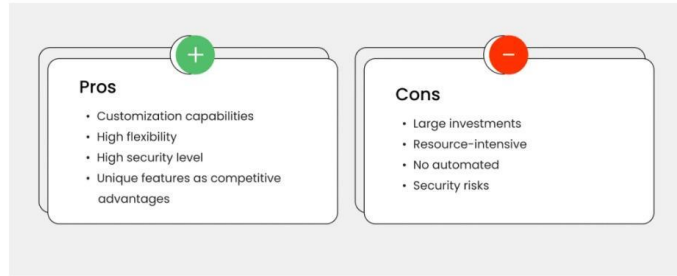 Pros
• Customization capabilities
• High flexibility
• High security level
• Unique features as competitive
advantages
Cons
• Large investments
• Resource-intensive
• No automated
• Security risks